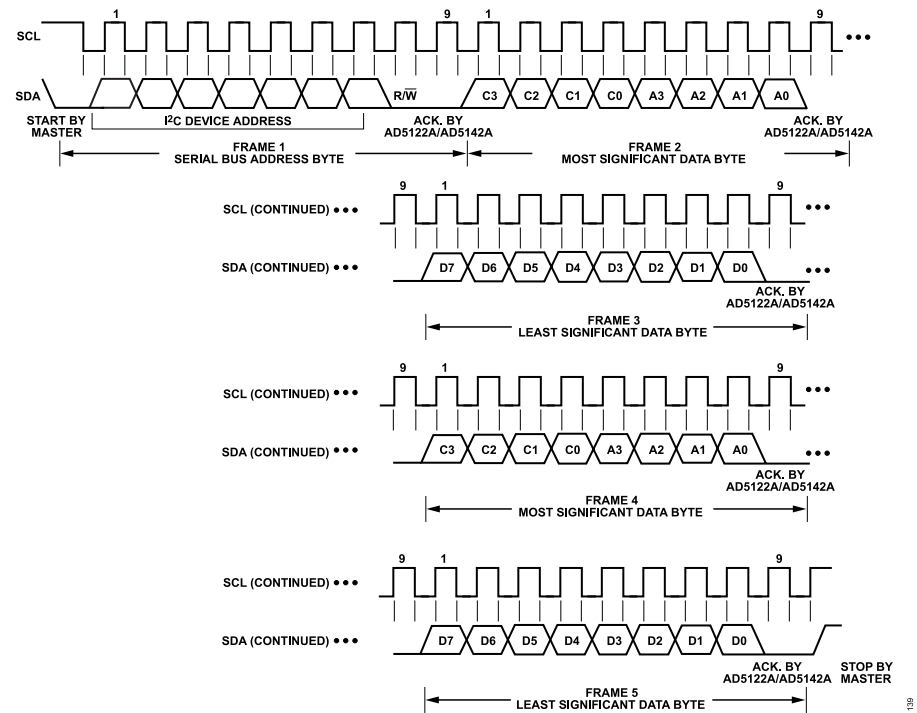 1 9 1 9
SCL •••
SDA R/W̅ C3 C2 C1 C0 A3 A2 A1 A0
START BY MASTER
I²C DEVICE ADDRESS
ACK. BY AD5122A/AD5142A
ACK. BY AD5122A/AD5142A
FRAME 1
SERIAL BUS ADDRESS BYTE
FRAME 2
MOST SIGNIFICANT DATA BYTE
9 1 9
SCL (CONTINUED) ••• •••
SDA (CONTINUED) ••• D7 D6 D5 D4 D3 D2 D1 D0 •••
ACK. BY
AD5122A/AD5142A
FRAME 3
LEAST SIGNIFICANT DATA BYTE
9 1 9
SCL (CONTINUED) ••• •••
SDA (CONTINUED) ••• C3 C2 C1 C0 A3 A2 A1 A0 •••
ACK. BY
AD5122A/AD5142A
FRAME 4
MOST SIGNIFICANT DATA BYTE
9 1 9
SCL (CONTINUED) •••
SDA (CONTINUED) ••• D7 D6 D5 D4 D3 D2 D1 D0
ACK. BY
AD5122A/AD5142A
STOP BY
MASTER
FRAME 5
LEAST SIGNIFICANT DATA BYTE
139